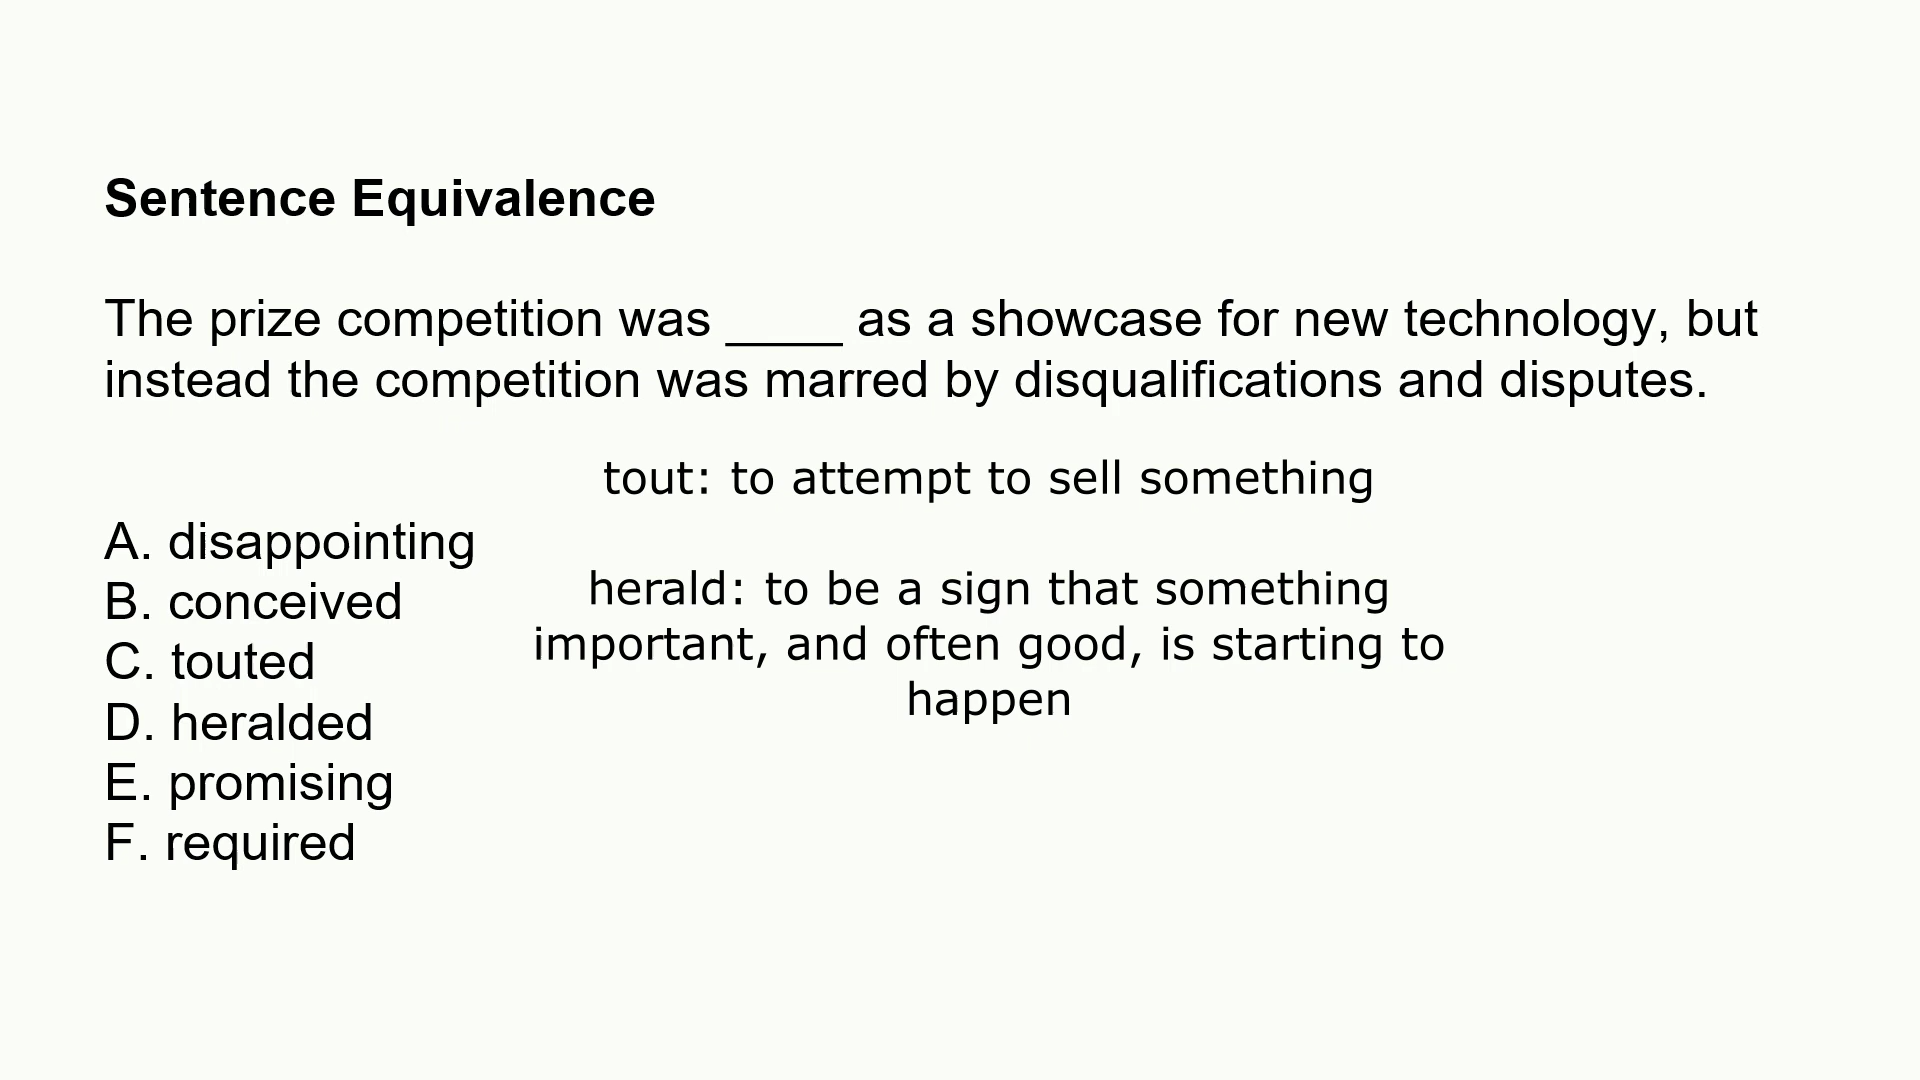 Sentence Equivalence
The prize competition was _____ as a showcase for new technology, but
instead the competition was marred by disqualifications and disputes.
tout: to attempt to sell something
A. disappointing
B. conceived
C. touted
D. heralded
E. promising
F. required
herald: to be a sign that something
important, and often good, is starting to
happen